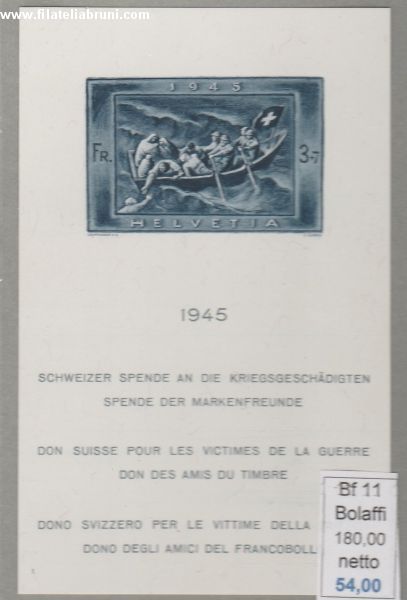 www.filateliabruni.com
1945
FR. 3+7
HELVETIA
1945
SCHWEIZER SPENDE AN DIE KRIEGSGESCHÄDIGTEN
SPENDE DER MARKENFREUNDE
DON SUISSE POUR LES VICTIMES DE LA GUERRE
DON DES AMIS DU TIMBRE
DONO SVIZZERO PER LE VITTIME DELLA
DONO DEGLI AMICI DEL FRANCOBOLL
Bf 11
Bolaffi
180,00
netto
54,00